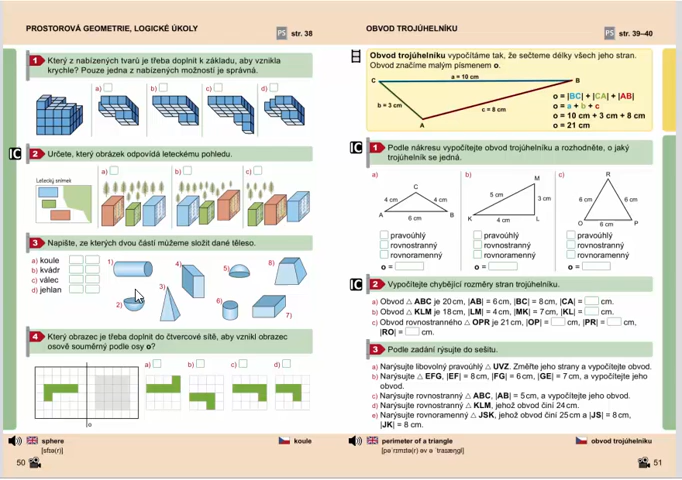 PROSTOROVÁ GEOMETRIE, LOGICKÉ ÚKOLY
PS str. 38
1 Který z nabízených tvarů je třeba doplnit k základu, aby vznikla
krychle? Pouze jedna z nabízených možností je správná.
a) b) c) d)
2 Určete, který obrázek odpovídá leteckému pohledu.
Letecký snímek
a) b) c)
3 Napište, ze kterých dvou částí můžeme složit dané těleso.
a) koule
b) kvádr
c) válec
d) jehlan
1) 2) 3) 4) 5) 6) 7) 8)
4 Který obrazec je třeba doplnit do čtvercové sítě, aby vznikl obrazec
osově souměrný podle osy o?
a) b) c) d)
o
sphere
koule
50
OBVOD TROJÚHELNÍKU
PS str. 39–40
Obvod trojúhelníku vypočítáme tak, že sečteme délky všech jeho stran.
Obvod značíme malým písmenem o.
C
a = 10 cm
B
b = 3 cm
c = 8 cm
A
o = |BC| + |CA| + |AB|
o = a + b + c
o = 10 cm + 3 cm + 8 cm
o = 21 cm
1 Podle nákresu vypočítejte obvod trojúhelníku a rozhodněte, o jaký
trojúhelník se jedná.
a)
C
4 cm 4 cm
A B
6 cm
pravoúhlý
rovnostranný
rovnoramenný
o =
b)
M
5 cm
3 cm
K L
4 cm
pravoúhlý
rovnostranný
rovnoramenný
o =
c)
R
6 cm 6 cm
O P
6 cm
pravoúhlý
rovnostranný
rovnoramenný
o =
2 Vypočítejte chybějící rozměry stran trojúhelníku.
a) Obvod △ ABC je 20 cm, |AB| = 6 cm, |BC| = 8 cm, |CA| = cm.
b) Obvod △ KLM je 18 cm, |LM| = 4 cm, |MK| = 7 cm, |KL| = cm.
c) Obvod rovnostranného △ OPR je 21 cm, |OP| = cm, |PR| = cm,
|RO| = cm.
3 Podle zadání rýsujte do sešitu.
a) Narýsujte libovolný pravoúhlý △ UVZ. Změřte jeho strany a vypočítejte obvod.
b) Narýsujte △ EFG, |EF| = 8 cm, |FG| = 6 cm, |GE| = 7 cm, a vypočítejte jeho
obvod.
c) Narýsujte rovnostranný △ ABC, |AB| = 5 cm, a vypočítejte jeho obvod.
d) Narýsujte rovnostranný △ KLM, jehož obvod činí 24 cm.
e) Narýsujte rovnoramenný △ JSK, jehož obvod činí 25 cm a |JS| = 8 cm,
|JK| = 8 cm.
perimeter of a triangle
obvod trojúhelníku
51